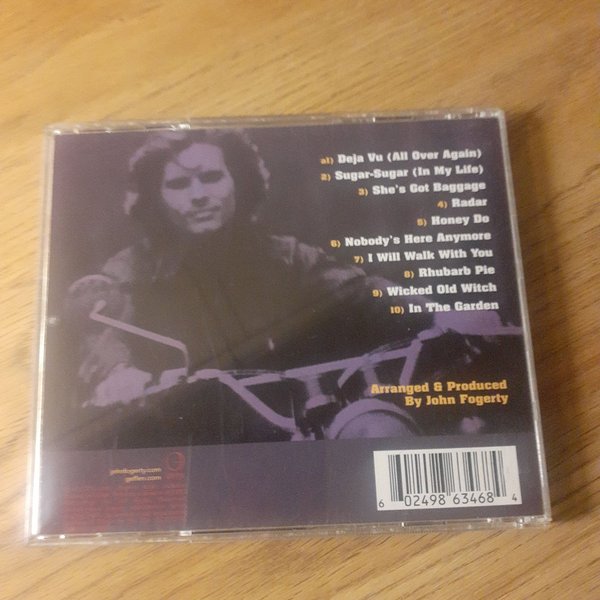 a1) Deja Vu (All Over Again)
2) Sugar-Sugar (In My Life)
3) She's Got Baggage
4) Radar
5) Honey Do
6) Nobody's Here Anymore
7) I Will Walk With You
8) Rhubarb Pie
9) Wicked Old Witch
10) In The Garden
Arranged & Produced
By John Fogerty
johnfogerty.com
geffen.com
6 02498 63468 4